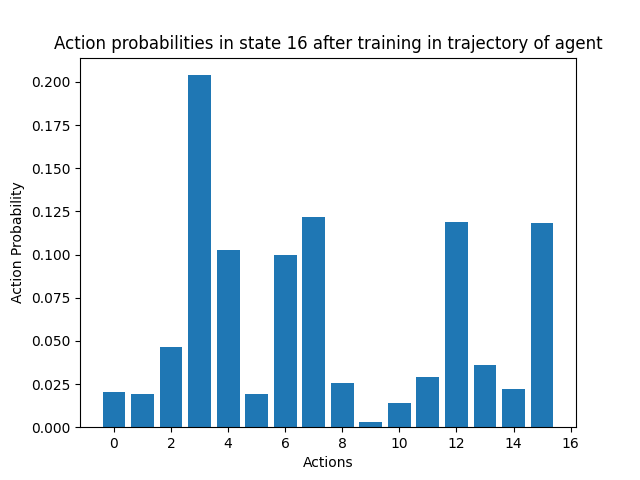 Action probabilities in state 16 after training in trajectory of agent
0.200
0.175
0.150
0.125
0.100
0.075
0.050
0.025
0.000
Action Probability
0 2 4 6 8 10 12 14 16
Actions